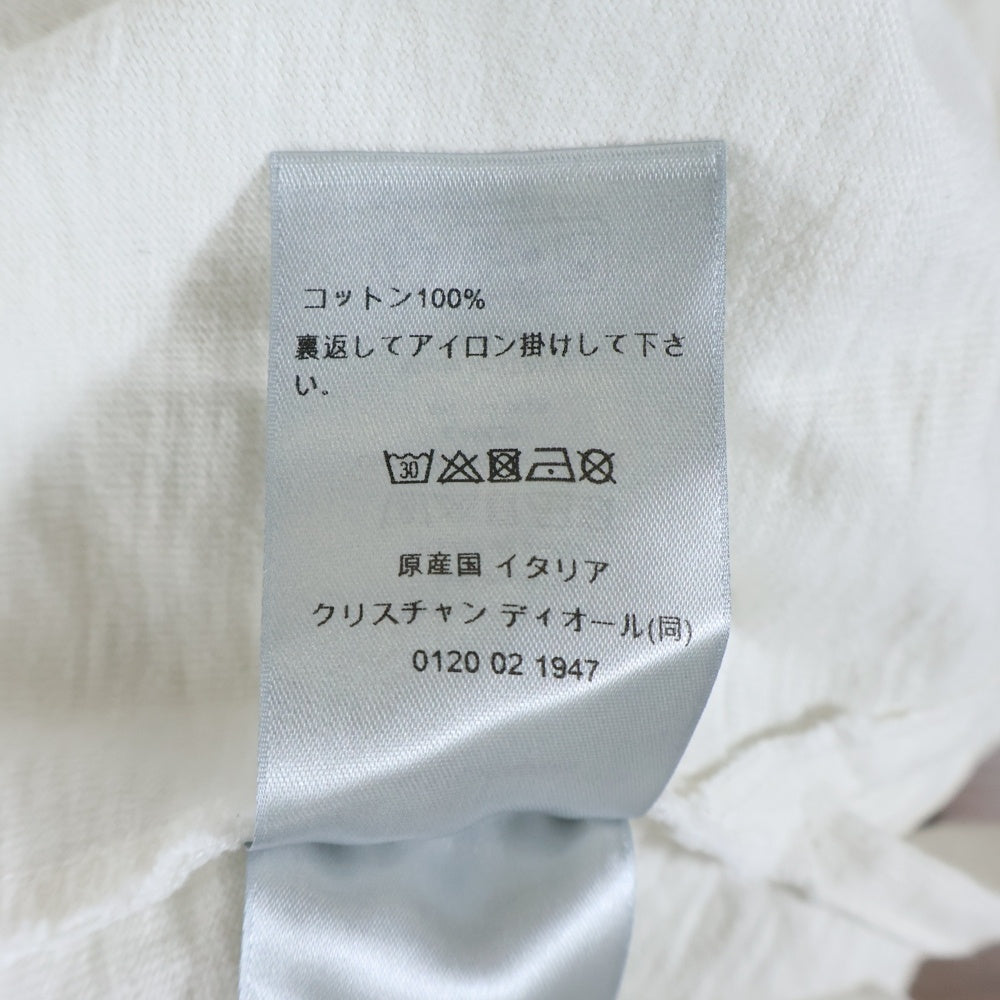 コットン100%
裏返してアイロン掛けして下さ
い。
30
原産国 イタリア
クリスチャン ディオール(同)
0120 02 1947